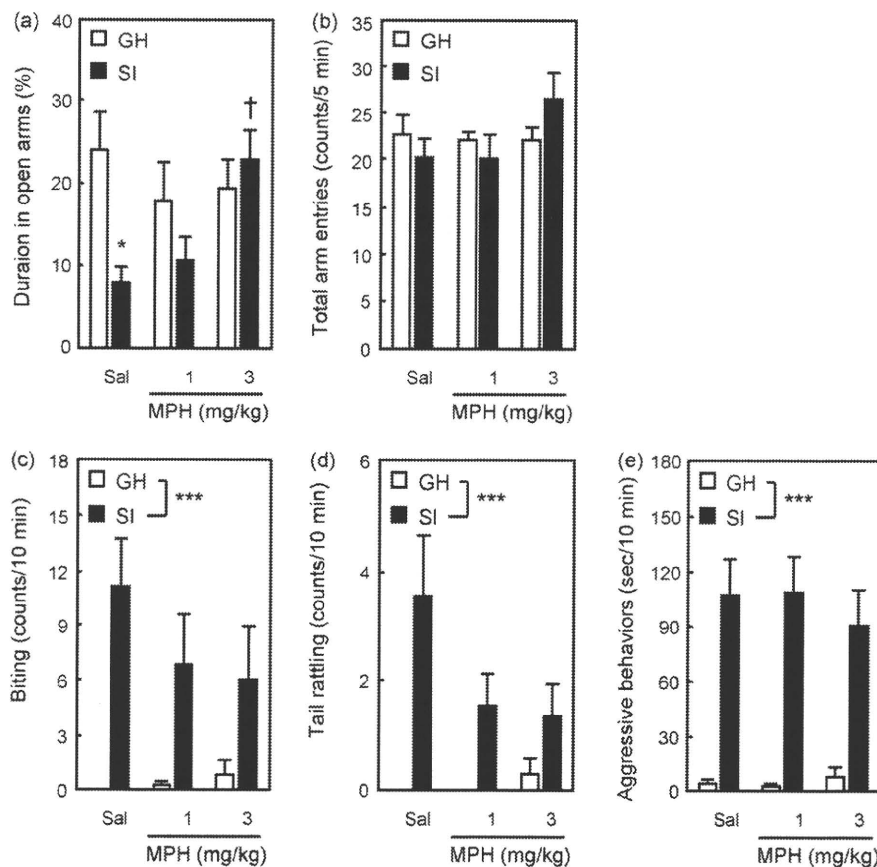 (a)
GH
SI
Duraion in open arms (%)
40
30
20
10
0
*
†
Sal 1 3
MPH (mg/kg)
(b)
GH
SI
Total arm entries (counts/5 min)
40
35
30
25
20
15
10
5
0
Sal 1 3
MPH (mg/kg)
(c)
GH
SI
***
Biting (counts/10 min)
18
15
12
9
6
3
0
Sal 1 3
MPH (mg/kg)
(d)
GH
SI
***
Tail rattling (counts/10 min)
6
4
2
0
Sal 1 3
MPH (mg/kg)
(e)
GH
SI
***
Aggressive behaviors (sec/10 min)
180
150
120
90
60
30
0
Sal 1 3
MPH (mg/kg)